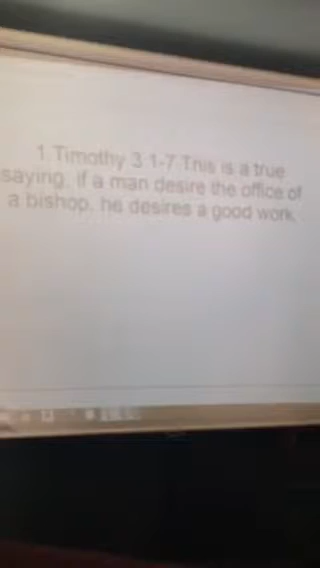 1 Timothy 3 1-7 This is a true
saying, if a man desire the office of
a bishop, he desires a good work.